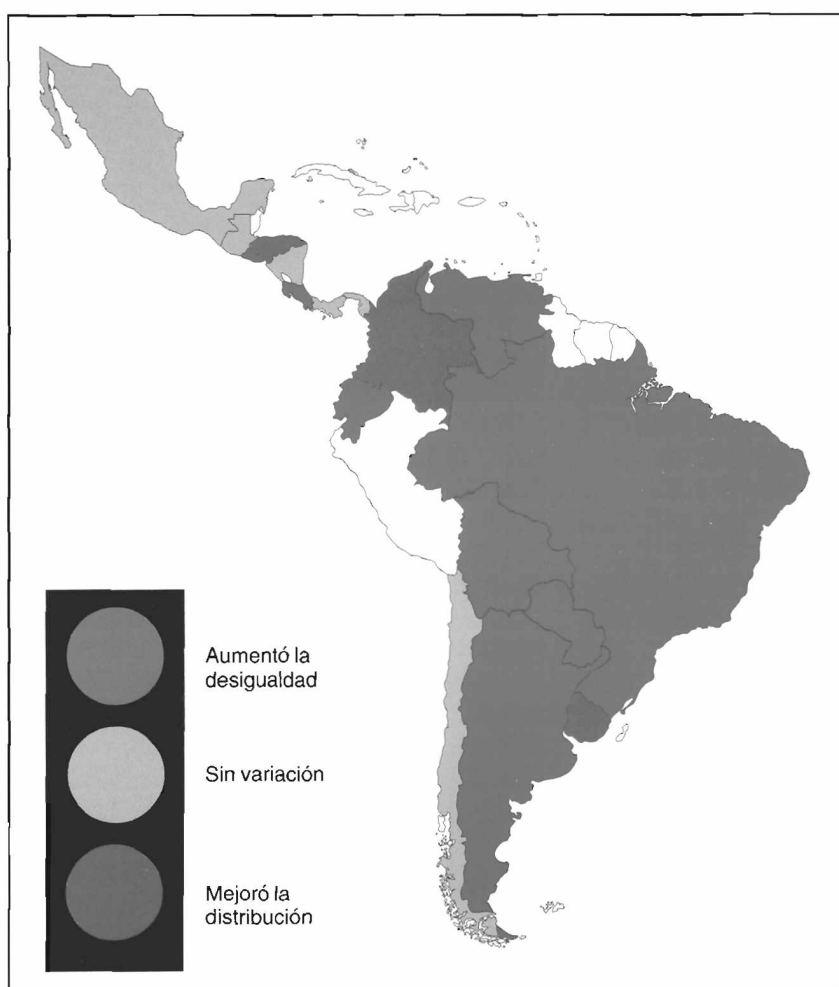 Aumentó la
desigualdad
Sin variación
Mejoró la
distribución